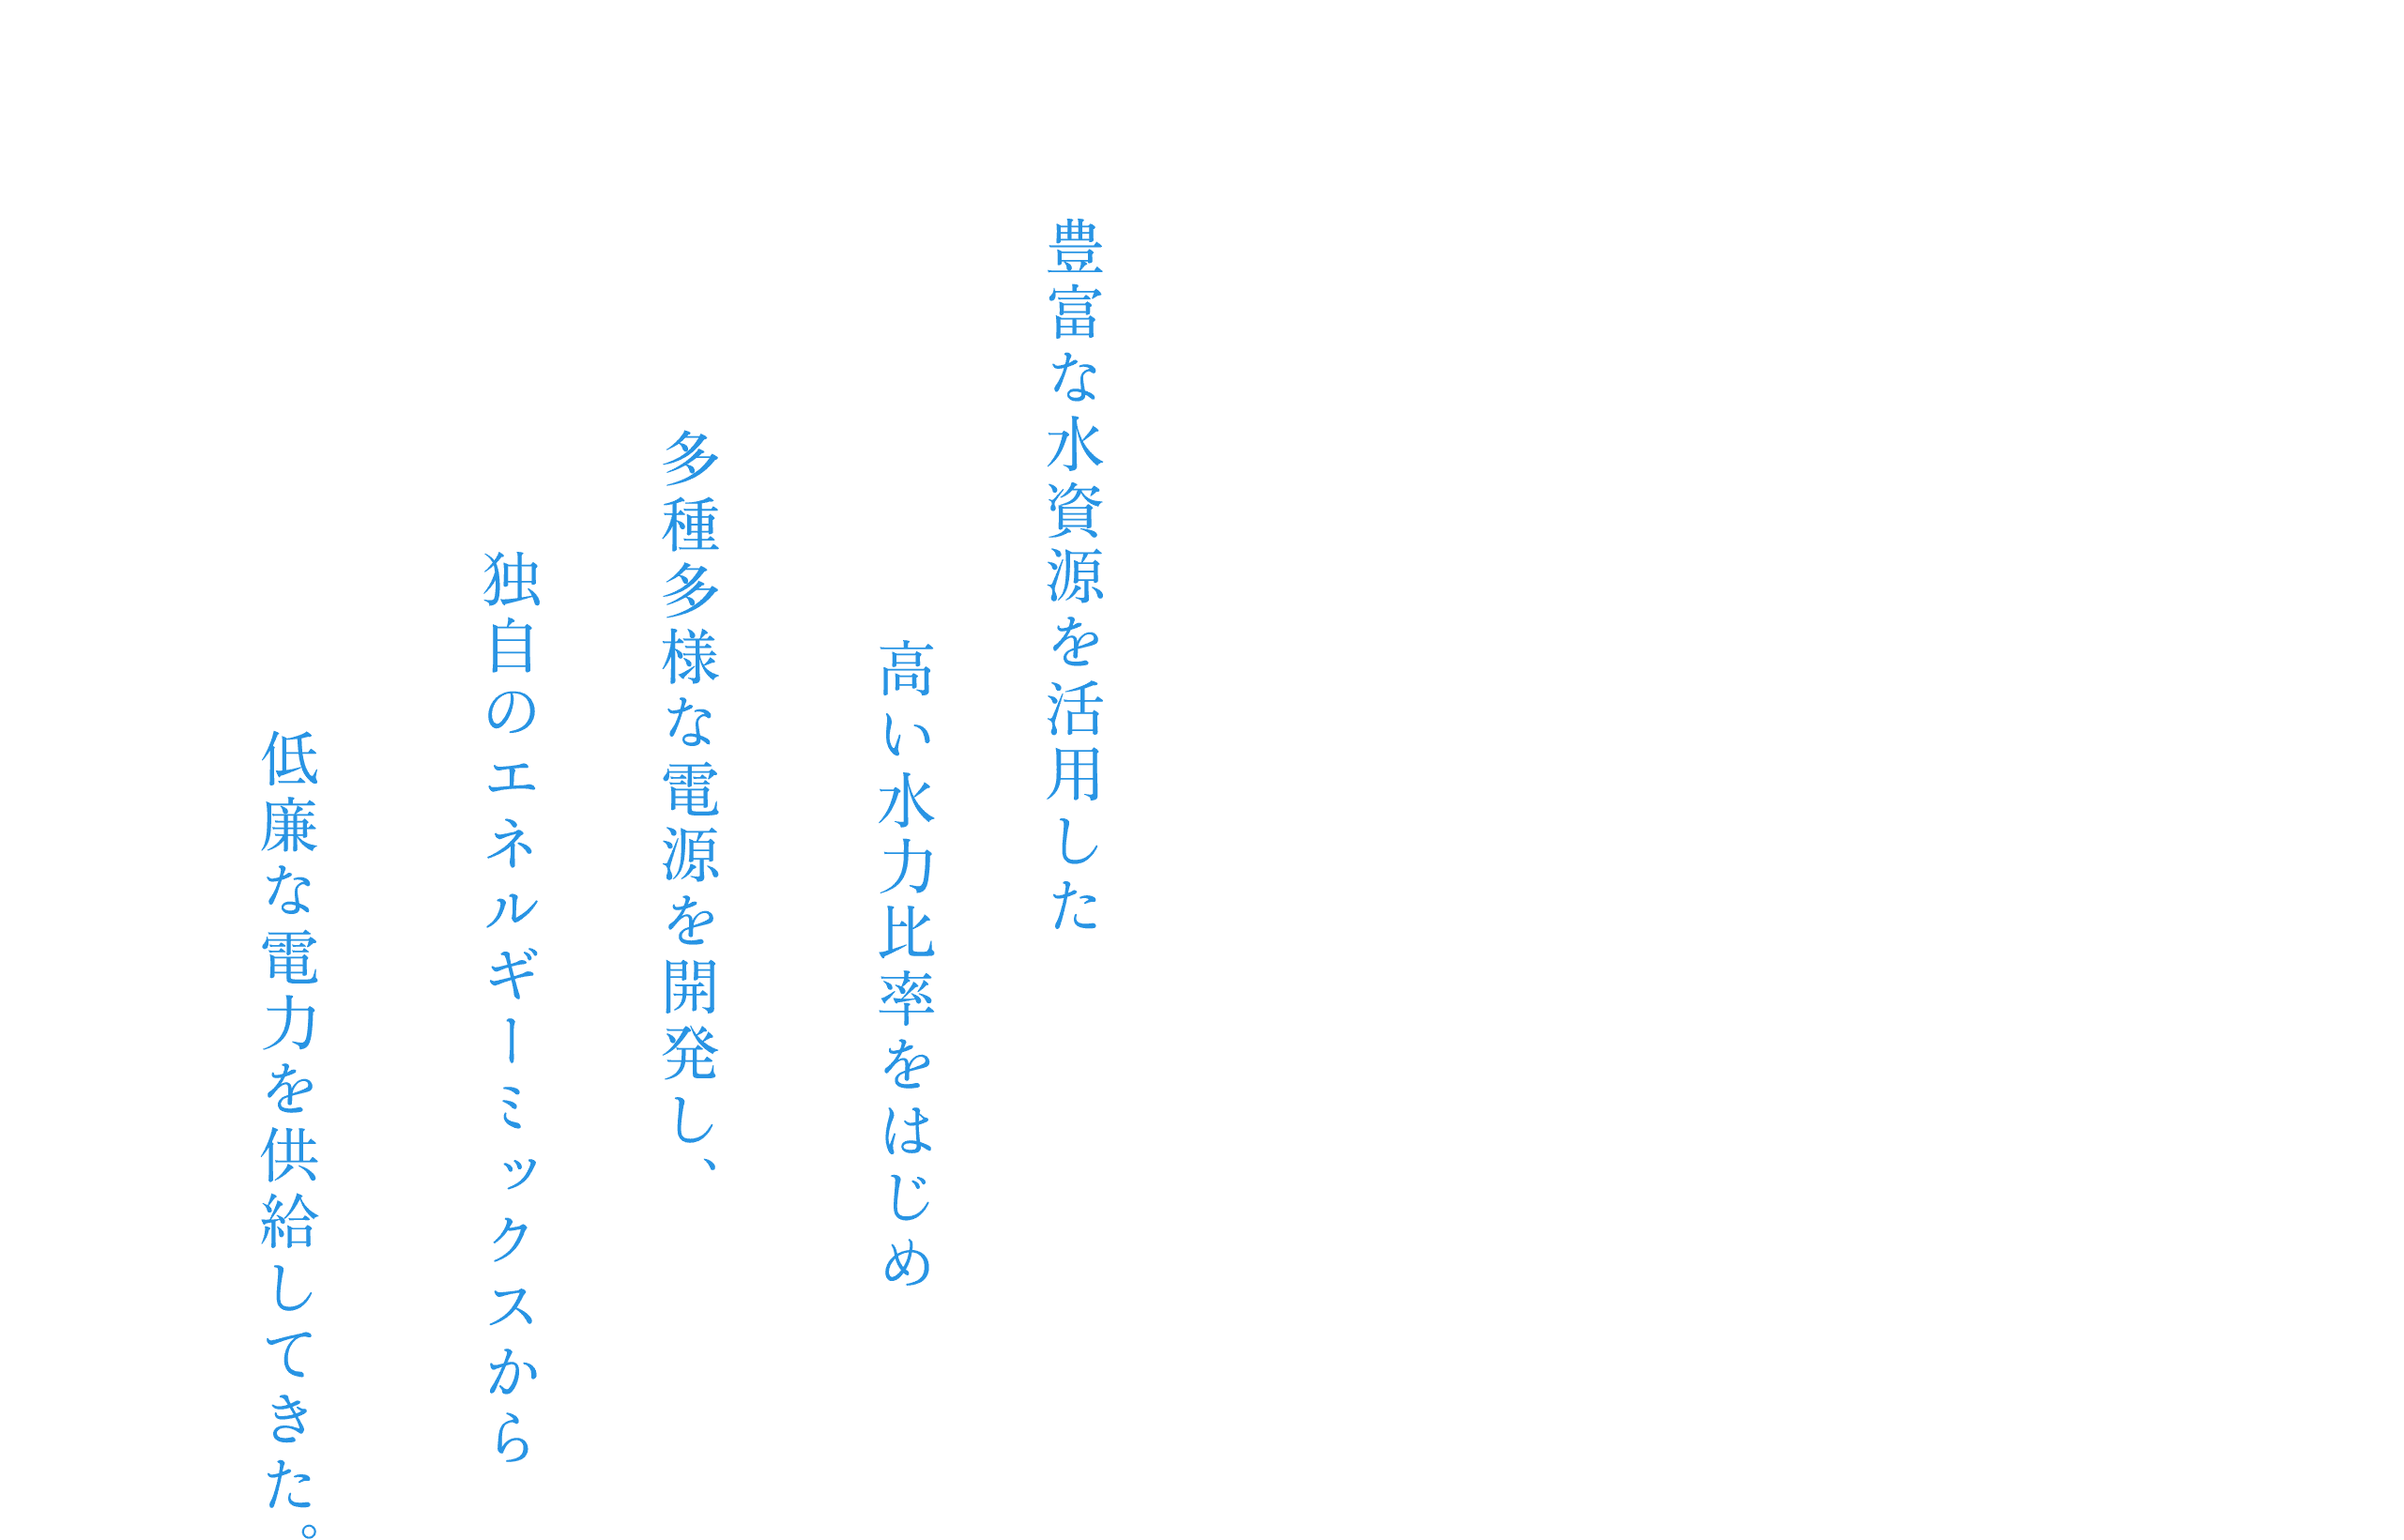 豊富な水資源を活用した
高い水力比率をはじめ
多種多様な電源を開発し、
独自のエネルギーミックスから
低廉な電力を供給してきた。